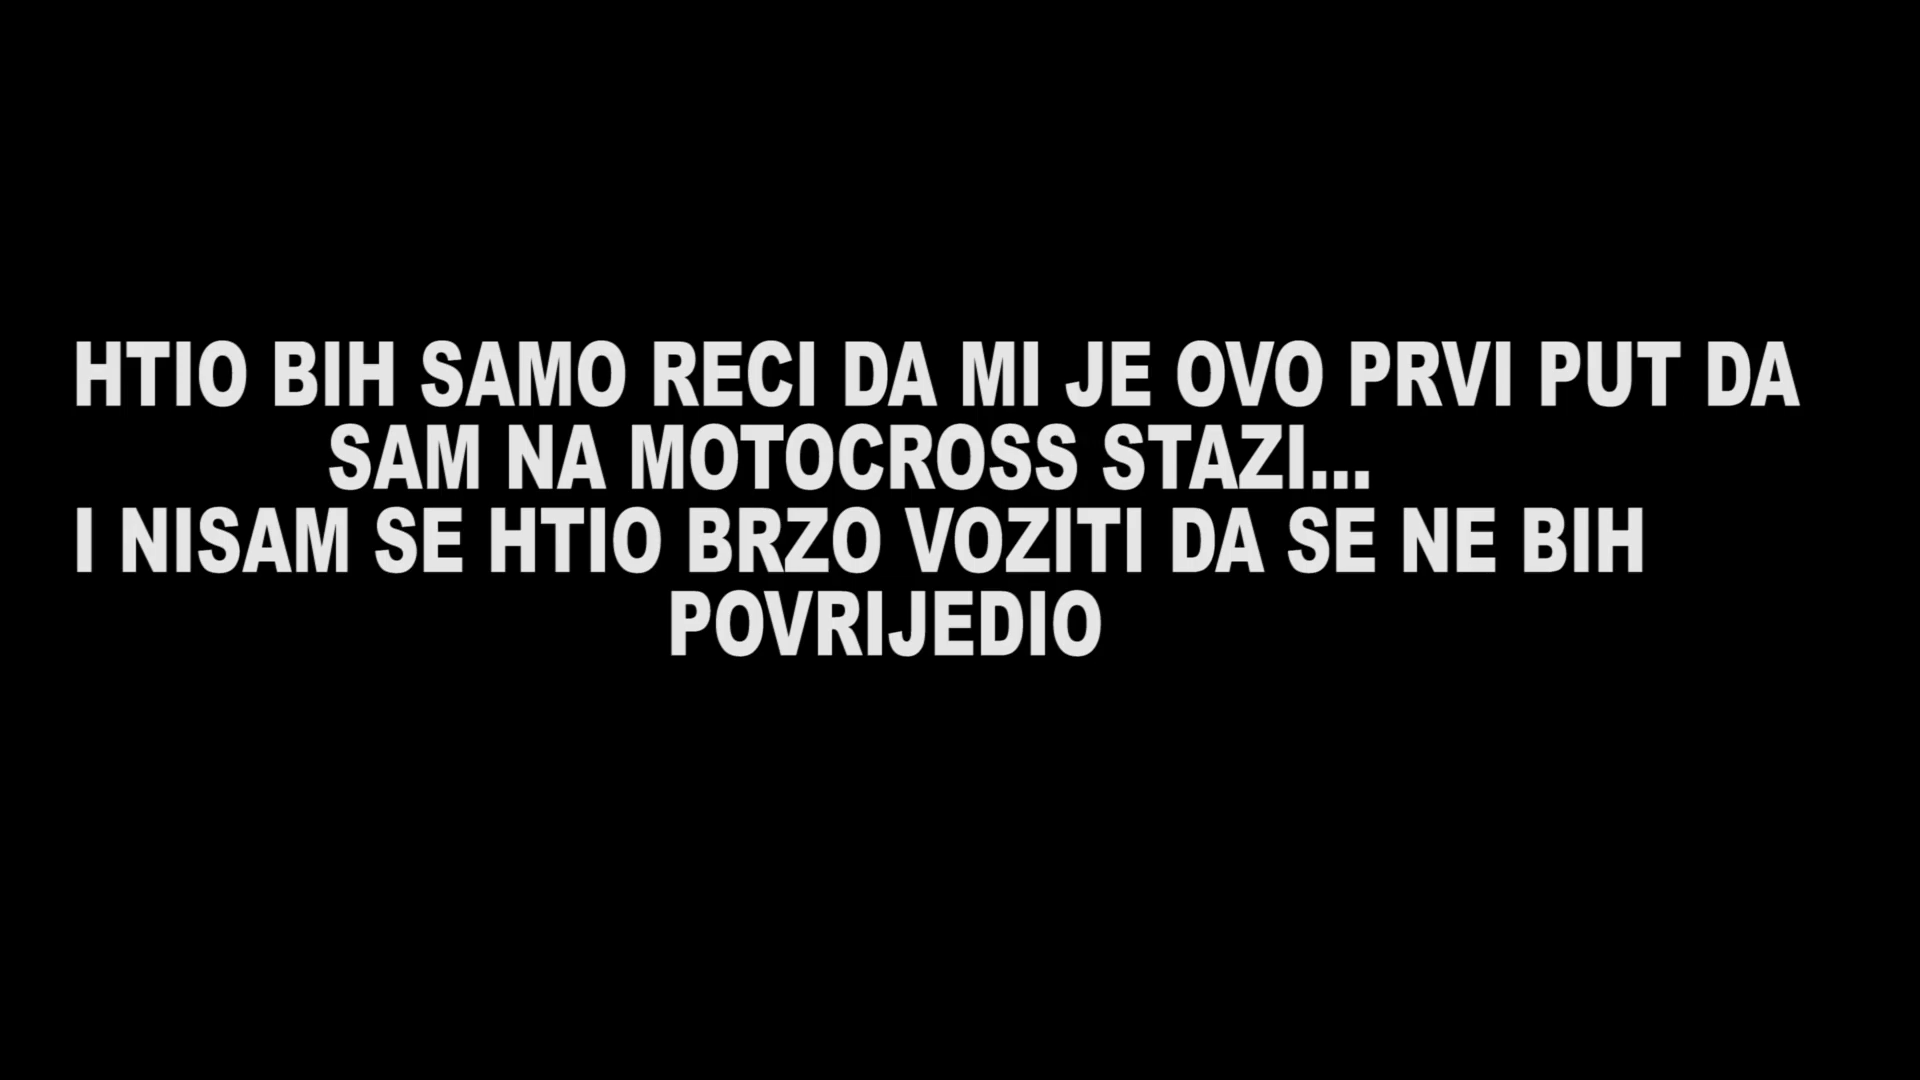 HTIO BIH SAMO RECI DA MI JE OVO PRVI PUT DA
SAM NA MOTOCROSS STAZI...
I NISAM SE HTIO BRZO VOZITI DA SE NE BIH
POVRIJEDIO